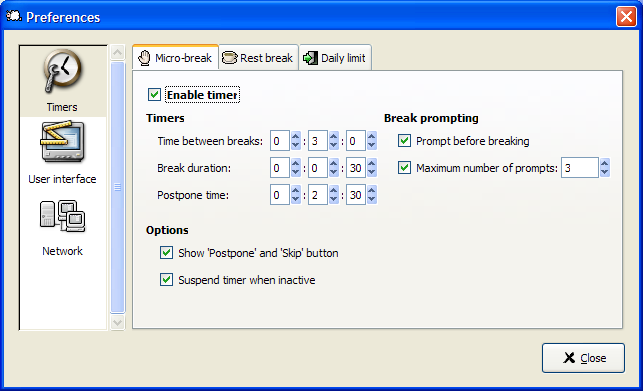 Preferences
Timers
User interface
Network
Micro-break Rest break Daily limit
Enable timer
Timers
Time between breaks: 0 : 3 : 0
Break duration: 0 : 0 : 30
Postpone time: 0 : 2 : 30
Break prompting
Prompt before breaking
Maximum number of prompts: 3
Options
Show 'Postpone' and 'Skip' button
Suspend timer when inactive
Close